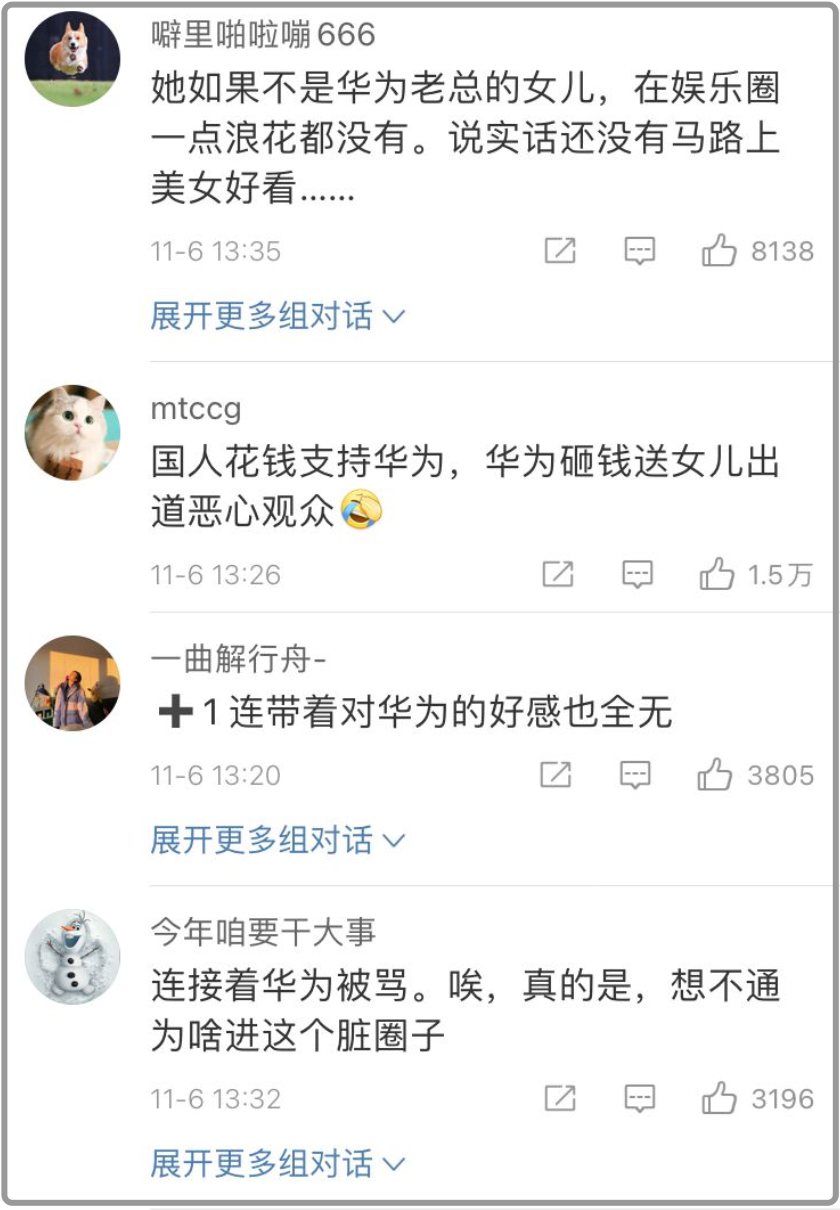 噼里啪啦嘣666
她如果不是华为老总的女儿，在娱乐圈
一点浪花都没有。说实话还没有马路上
美女好看……
11-6 13:35
8138
展开更多组对话
mtccg
国人花钱支持华为，华为砸钱送女儿出
道恶心观众🤣
11-6 13:26
1.5万
一曲解行舟-
➕1 连带着对华为的好感也全无
11-6 13:20
3805
展开更多组对话
今年咱要干大事
连接着华为被骂。唉，真的是，想不通
为啥进这个脏圈子
11-6 13:32
3196
展开更多组对话